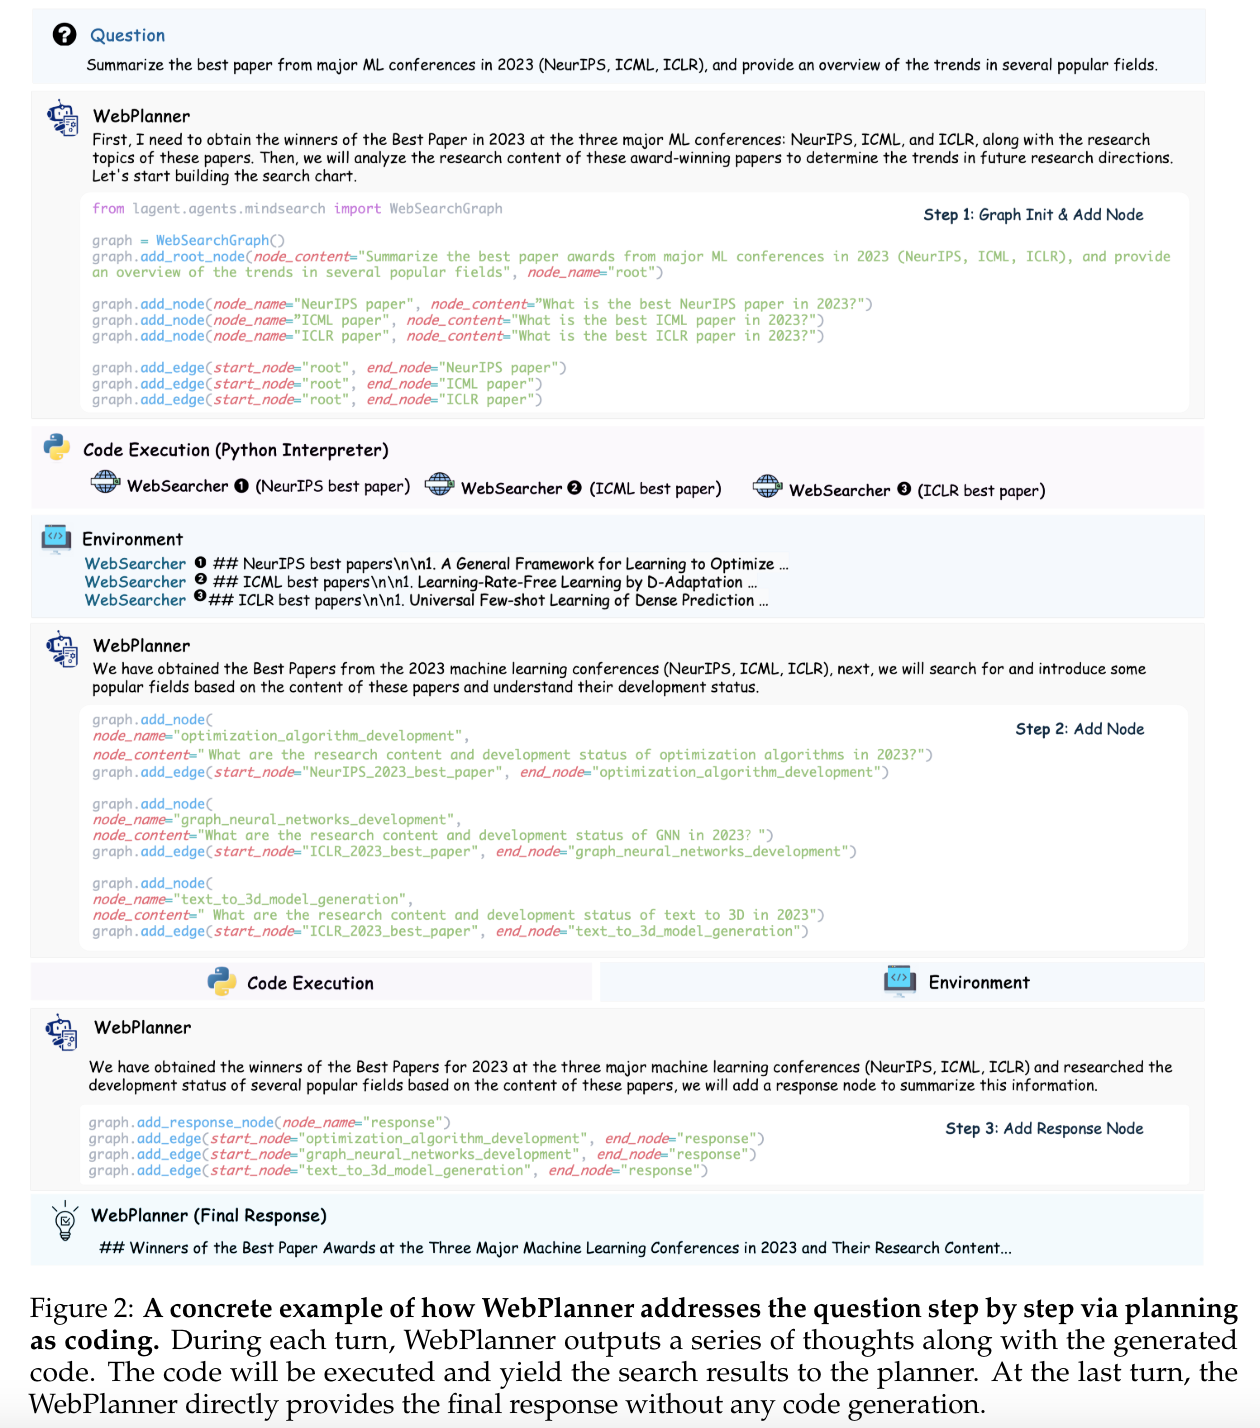 Question
Summarize the best paper from major ML conferences in 2023 (NeurIPS, ICML, ICLR), and provide an overview of the trends in several popular fields.
WebPlanner
First, I need to obtain the winners of the Best Paper in 2023 at the three major ML conferences: NeurIPS, ICML, and ICLR, along with the research
topics of these papers. Then, we will analyze the research content of these award-winning papers to determine the trends in future research directions.
Let's start building the search chart.
from lagent.agents.mindsearch import WebSearchGraph
Step 1: Graph Init & Add Node
graph = WebSearchGraph()
graph.add_root_node(node_content="Summarize the best paper awards from major ML conferences in 2023 (NeurIPS, ICML, ICLR), and provide
an overview of the trends in several popular fields", node_name="root")
graph.add_node(node_name="NeurIPS paper", node_content=”What is the best NeurIPS paper in 2023?")
graph.add_node(node_name=”ICML paper", node_content="What is the best ICML paper in 2023?")
graph.add_node(node_name="ICLR paper", node_content="What is the best ICLR paper in 2023?")
graph.add_edge(start_node="root", end_node="NeurIPS paper")
graph.add_edge(start_node="root", end_node="ICML paper")
graph.add_edge(start_node="root", end_node="ICLR paper")
Code Execution (Python Interpreter)
WebSearcher ❶ (NeurIPS best paper) WebSearcher ❷ (ICML best paper) WebSearcher ❸ (ICLR best paper)
Environment
WebSearcher ❶ ## NeurIPS best papers\n\n1. A General Framework for Learning to Optimize ...
WebSearcher ❷ ## ICML best papers\n\n1. Learning-Rate-Free Learning by D-Adaptation ...
WebSearcher ❸ ## ICLR best papers\n\n1. Universal Few-shot Learning of Dense Prediction ...
WebPlanner
We have obtained the Best Papers from the 2023 machine learning conferences (NeurIPS, ICML, ICLR), next, we will search for and introduce some
popular fields based on the content of these papers and understand their development status.
graph.add_node(
Step 2: Add Node
node_name="optimization_algorithm_development",
node_content=" What are the research content and development status of optimization algorithms in 2023?")
graph.add_edge(start_node="NeurIPS_2023_best_paper", end_node="optimization_algorithm_development")
graph.add_node(
node_name="graph_neural_networks_development",
node_content="What are the research content and development status of GNN in 2023? ")
graph.add_edge(start_node="ICLR_2023_best_paper", end_node="graph_neural_networks_development")
graph.add_node(
node_name="text_to_3d_model_generation",
node_content=" What are the research content and development status of text to 3D in 2023")
graph.add_edge(start_node="ICLR_2023_best_paper", end_node="text_to_3d_model_generation")
Code Execution
Environment
WebPlanner
We have obtained the winners of the Best Papers for 2023 at the three major machine learning conferences (NeurIPS, ICML, ICLR) and researched the
development status of several popular fields based on the content of these papers, we will add a response node to summarize this information.
graph.add_response_node(node_name="response")
Step 3: Add Response Node
graph.add_edge(start_node="optimization_algorithm_development", end_node="response")
graph.add_edge(start_node="graph_neural_networks_development", end_node="response")
graph.add_edge(start_node="text_to_3d_model_generation", end_node="response")
WebPlanner (Final Response)
## Winners of the Best Paper Awards at the Three Major Machine Learning Conferences in 2023 and Their Research Content...
Figure 2: A concrete example of how WebPlanner addresses the question step by step via planning
as coding. During each turn, WebPlanner outputs a series of thoughts along with the generated
code. The code will be executed and yield the search results to the planner. At the last turn, the
WebPlanner directly provides the final response without any code generation.